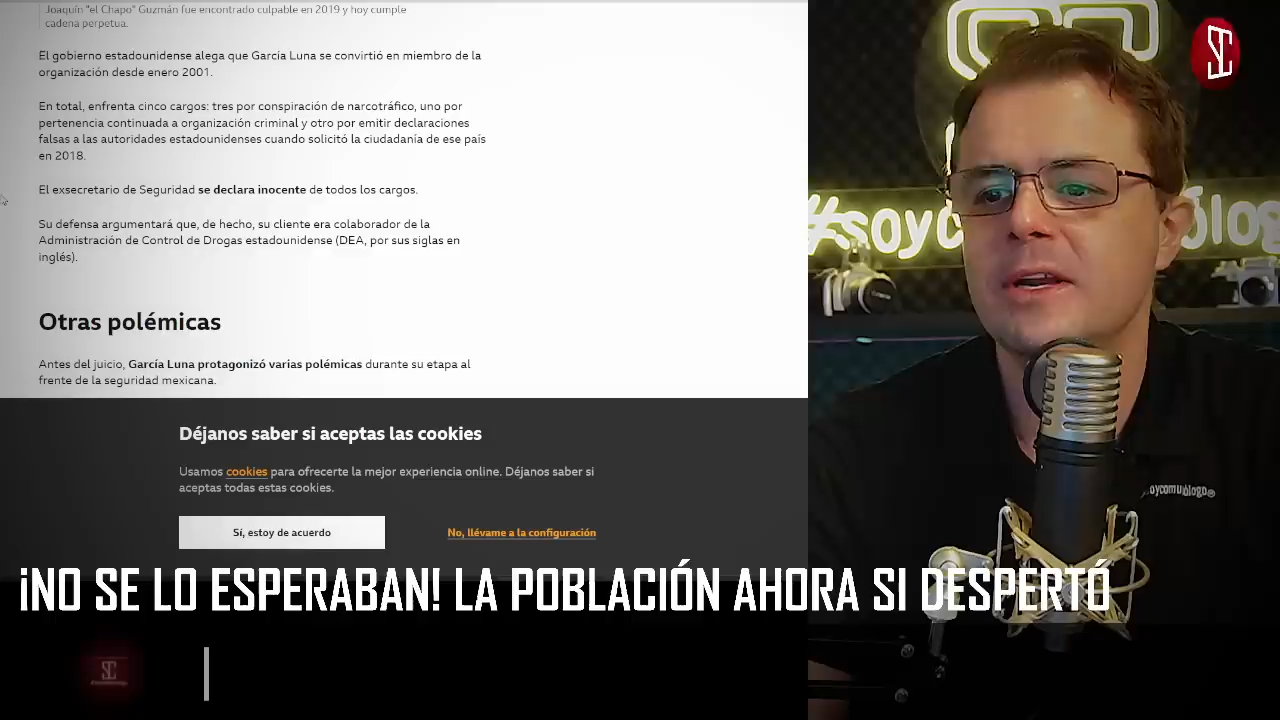 Joaquín "el Chapo" Guzmán fue encontrado culpable en 2019 y hoy cumple
cadena perpetua.
El gobierno estadounidense alega que García Luna se convirtió en miembro de la
organización desde enero 2001.
En total, enfrenta cinco cargos: tres por conspiración de narcotráfico, uno por
pertenencia continuada a organización criminal y otro por emitir declaraciones
falsas a las autoridades estadounidenses cuando solicitó la ciudadanía de ese país
en 2018.
El exsecretario de Seguridad se declara inocente de todos los cargos.
Su defensa argumentará que, de hecho, su cliente era colaborador de la
Administración de Control de Drogas estadounidense (DEA, por sus siglas en
inglés).
Otras polémicas
Antes del juicio, García Luna protagonizó varias polémicas durante su etapa al
frente de la seguridad mexicana.
Déjanos saber si aceptas las cookies
Usamos cookies para ofrecerte la mejor experiencia online. Déjanos saber si
aceptas todas estas cookies.
Sí, estoy de acuerdo
No, llévame a la configuración
#soyc
ólogo
¡NO SE LO ESPERABAN! LA POBLACIÓN AHORA SI DESPERTÓ